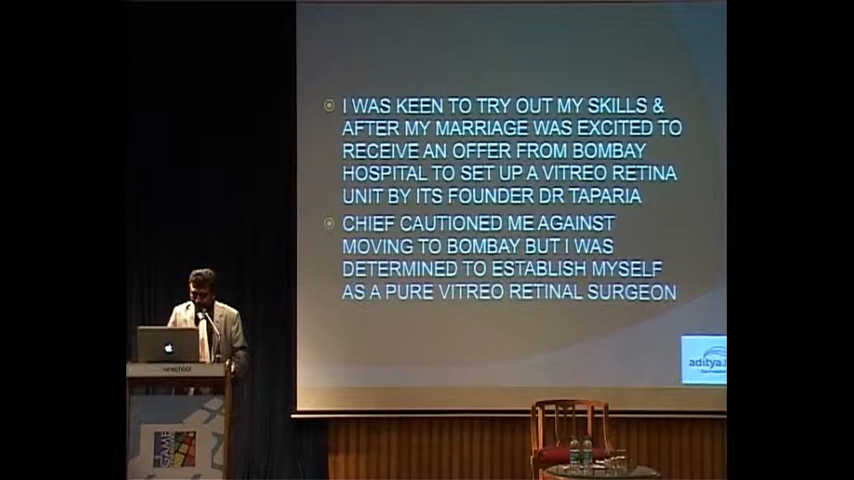 I WAS KEEN TO TRY OUT MY SKILLS &
AFTER MY MARRIAGE WAS EXCITED TO
RECEIVE AN OFFER FROM BOMBAY
HOSPITAL TO SET UP A VITREO RETINA
UNIT BY ITS FOUNDER DR TAPARIA
CHIEF CAUTIONED ME AGAINST
MOVING TO BOMBAY BUT I WAS
DETERMINED TO ESTABLISH MYSELF
AS A PURE VITREO RETINAL SURGEON
aditya
GAME